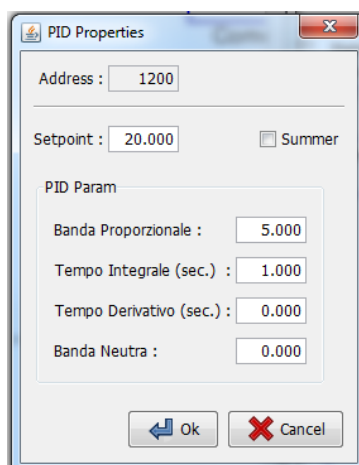 PID Properties
Address : 1200
Setpoint : 20.000 Summer
PID Param
Banda Proporzionale : 5.000
Tempo Integrale (sec.) : 1.000
Tempo Derivativo (sec.) : 0.000
Banda Neutra : 0.000
Ok Cancel